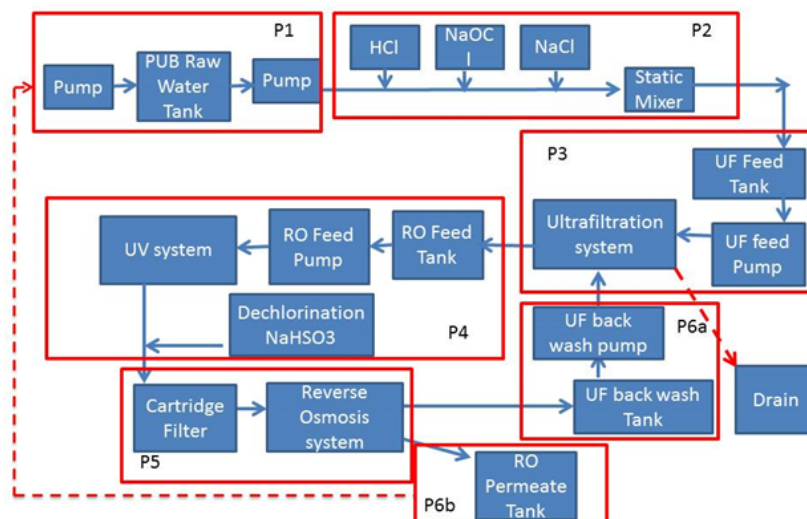 P1
Pump
PUB Raw
Water
Tank
Pump
P2
HCl
NaOC
l
NaCl
Static
Mixer
P3
UF Feed
Tank
UF feed
Pump
Ultrafiltration
system
P4
RO Feed
Tank
RO Feed
Pump
UV system
Dechlorination
NaHSO3
P5
Cartridge
Filter
Reverse
Osmosis
system
P6a
UF back
wash pump
UF back wash
Tank
Drain
P6b
RO
Permeate
Tank